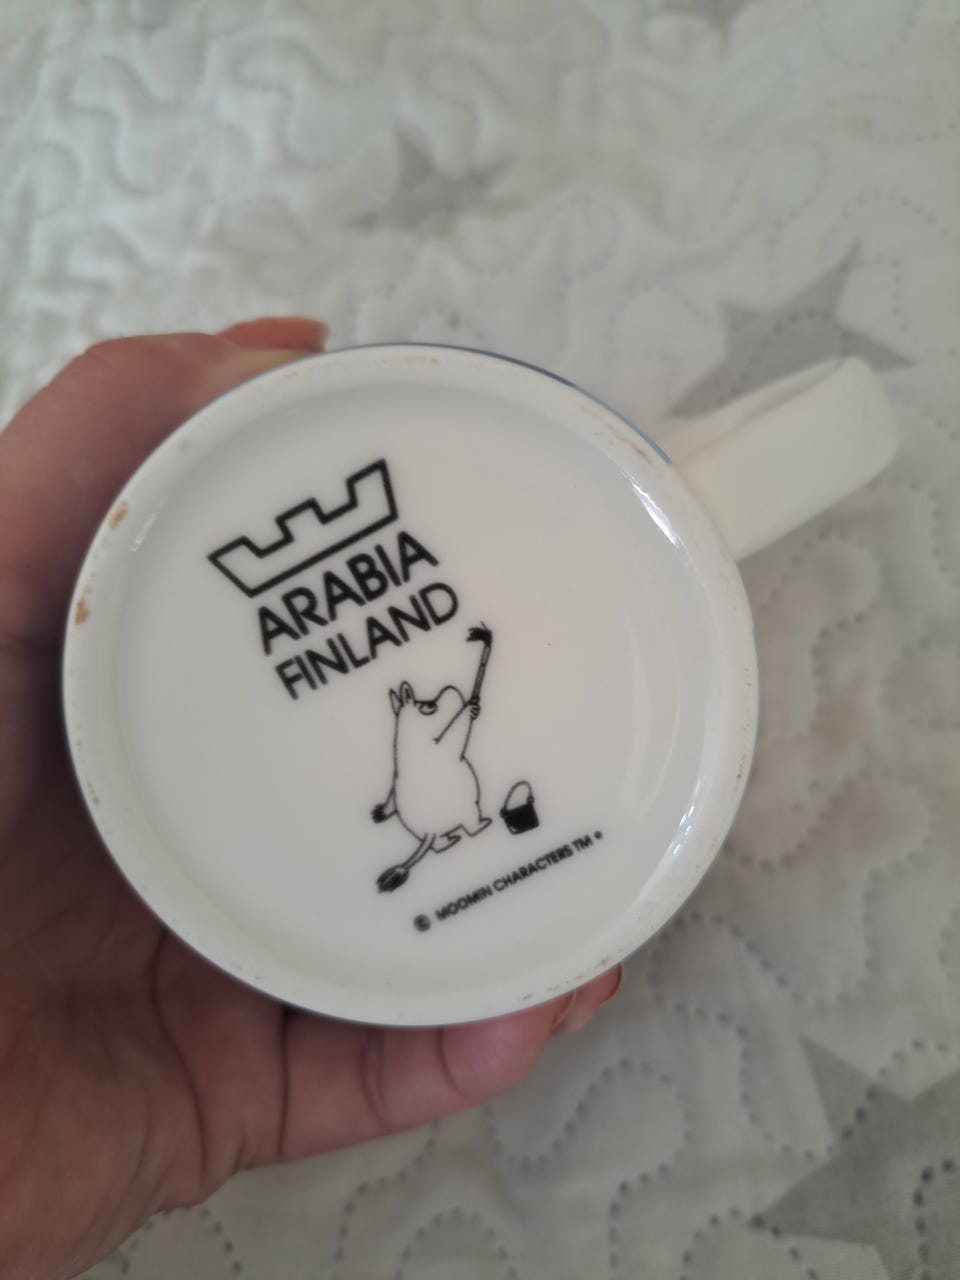 ARABIA
FINLAND
© MOOMIN CHARACTERS TM •